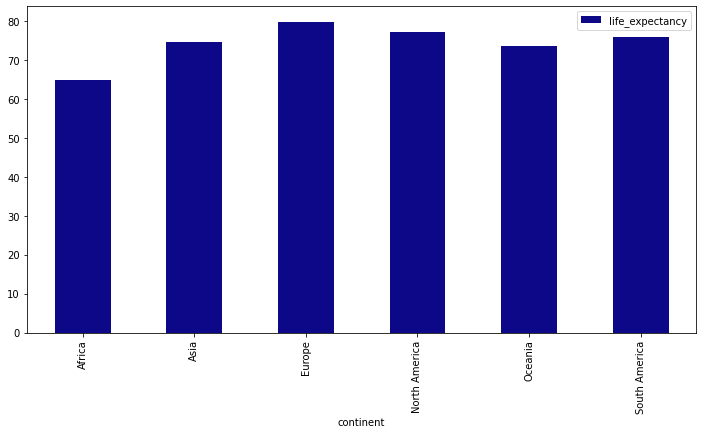 life_expectancy
80
70
60
50
40
30
20
10
0
Africa
Asia
Europe
North America
Oceania
South America
continent